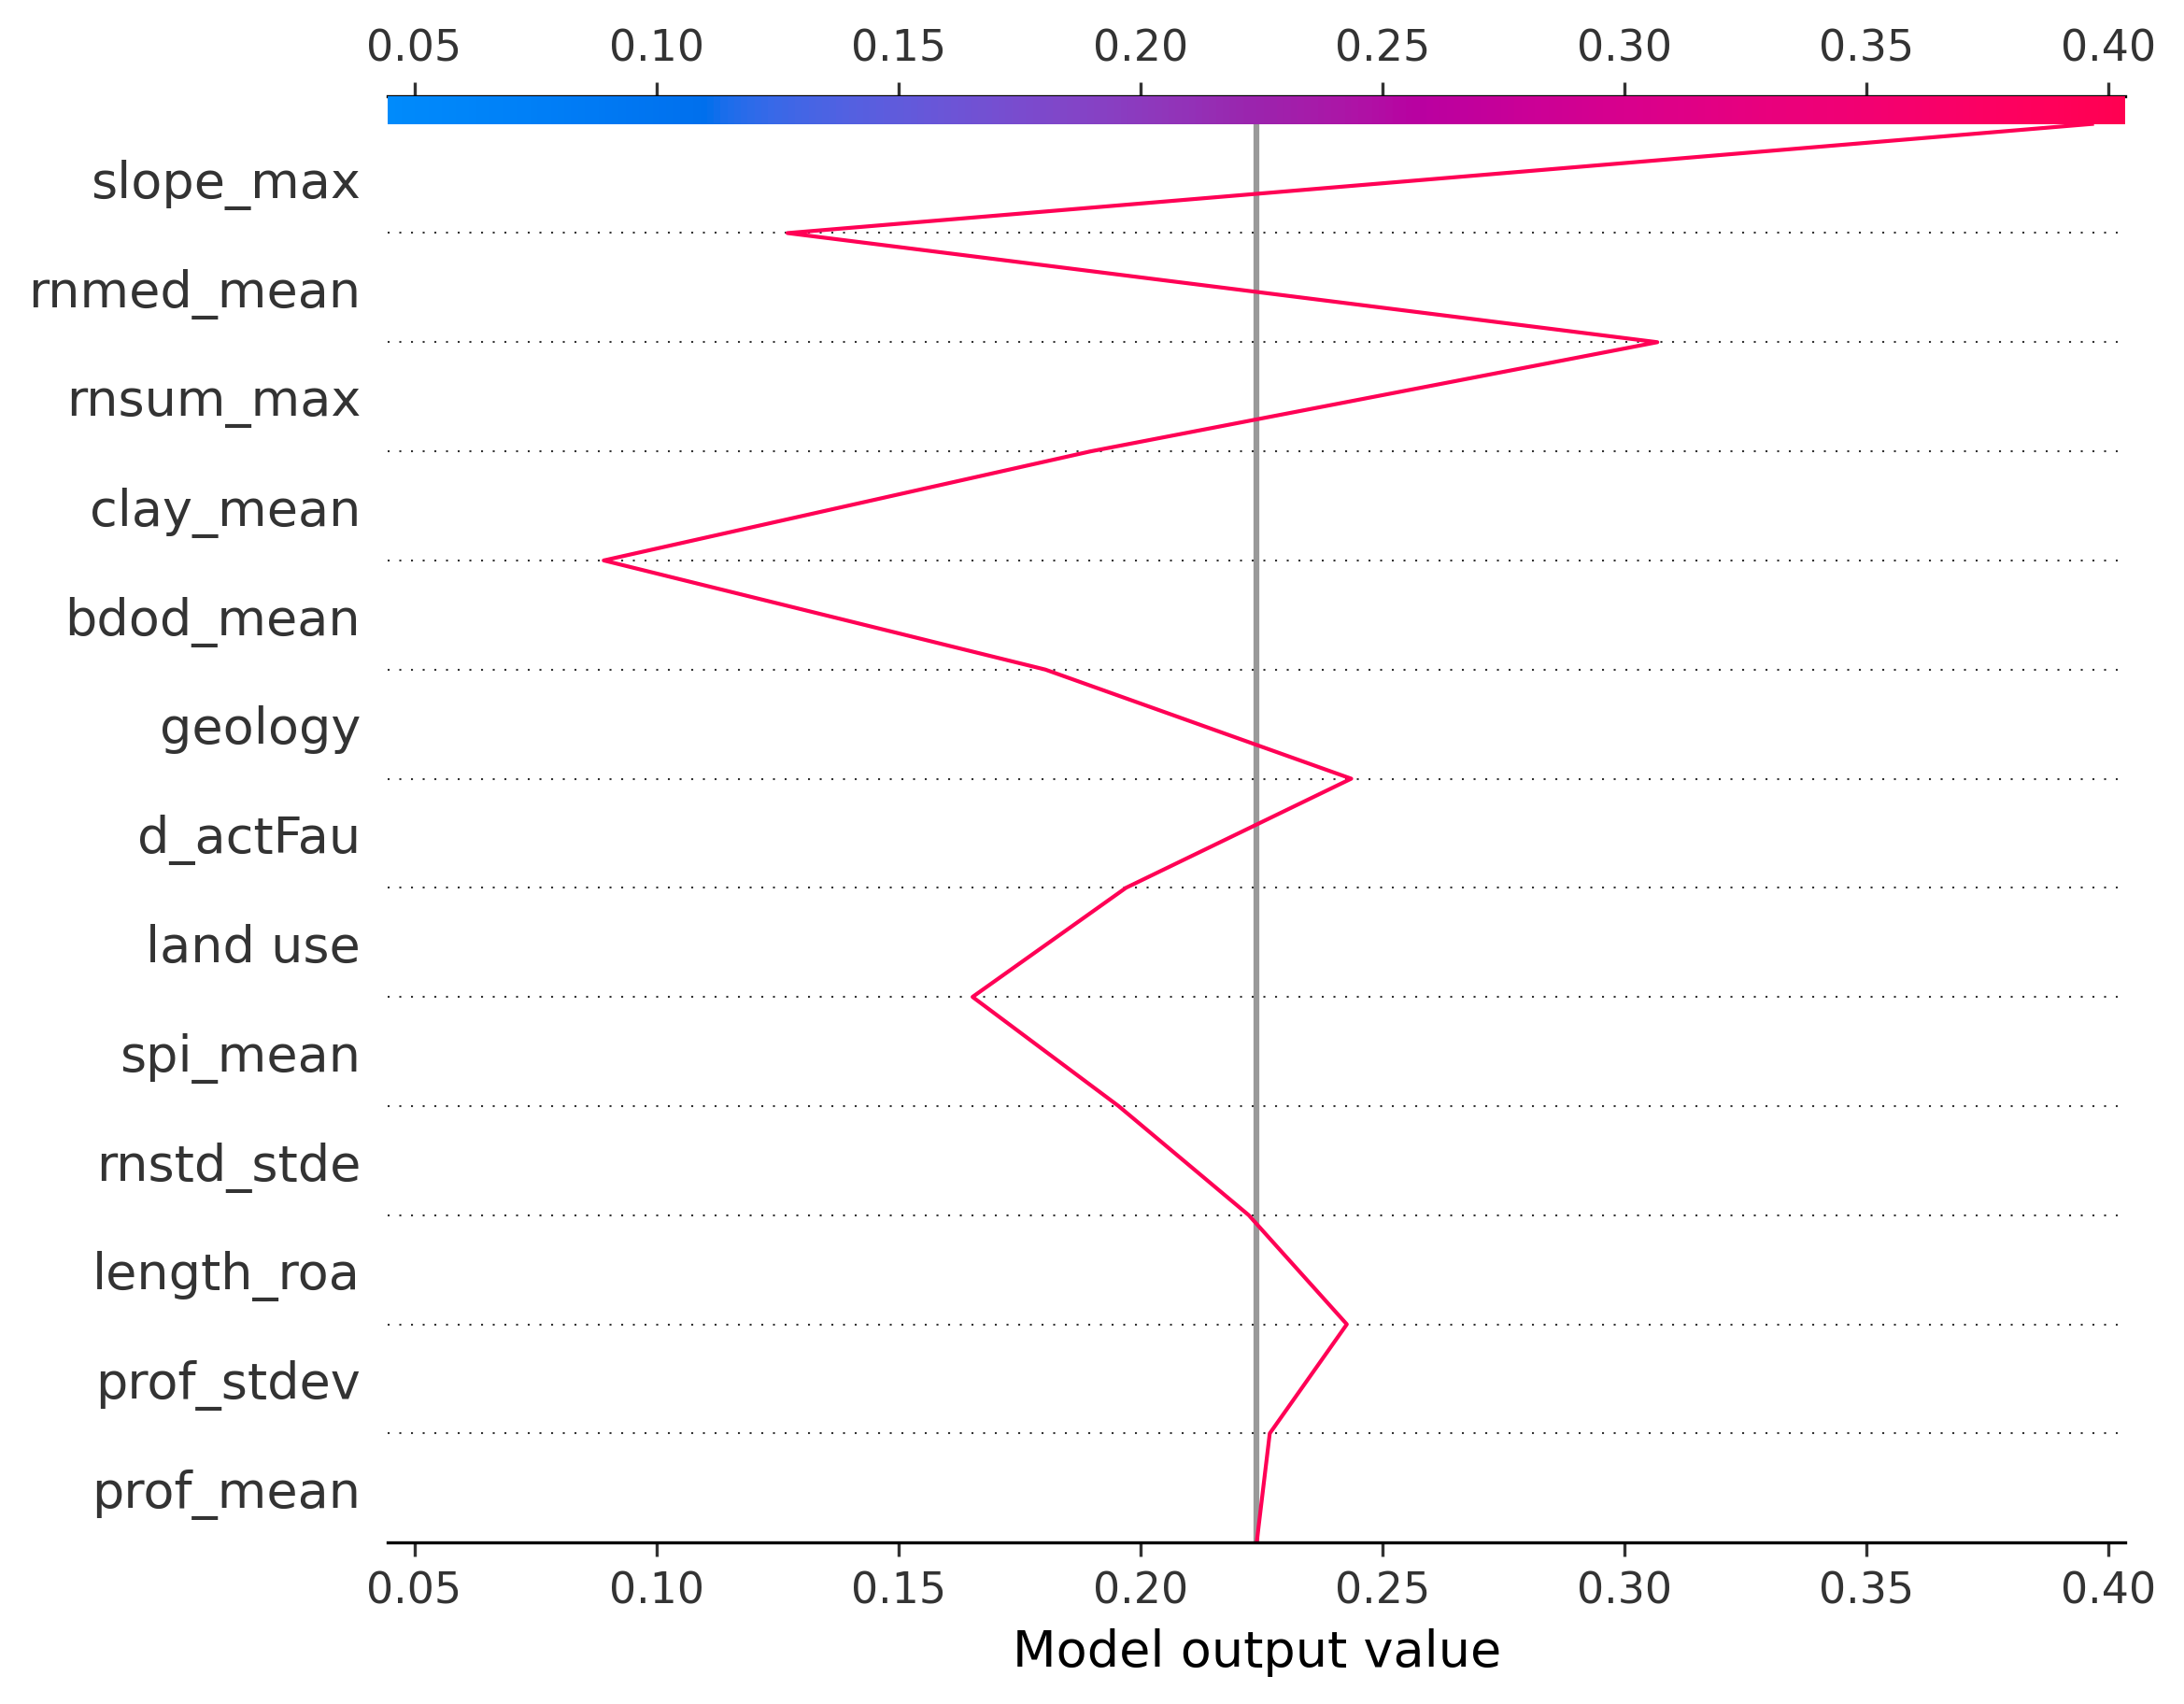 0.05 0.10 0.15 0.20 0.25 0.30 0.35 0.40
slope_max
rnmed_mean
rnsum_max
clay_mean
bdod_mean
geology
d_actFau
land use
spi_mean
rnstd_stde
length_roa
prof_stdev
prof_mean
0.05 0.10 0.15 0.20 0.25 0.30 0.35 0.40
Model output value